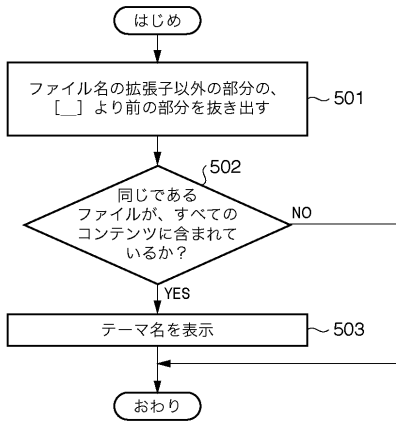 はじめ
ファイル名の拡張子以外の部分の、
[__] より前の部分を抜き出す
501
502
同じである
ファイルが、すべての
コンテンツに含まれて
いるか？
NO
YES
テーマ名を表示
503
おわり